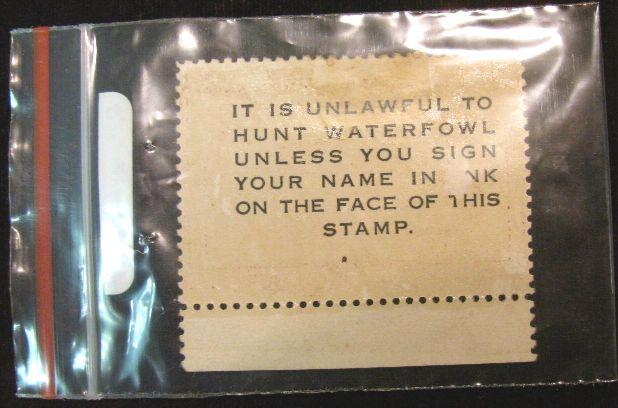 IT IS UNLAWFUL TO
HUNT WATERFOWL
UNLESS YOU SIGN
YOUR NAME IN NK
ON THE FACE OF THIS
STAMP.